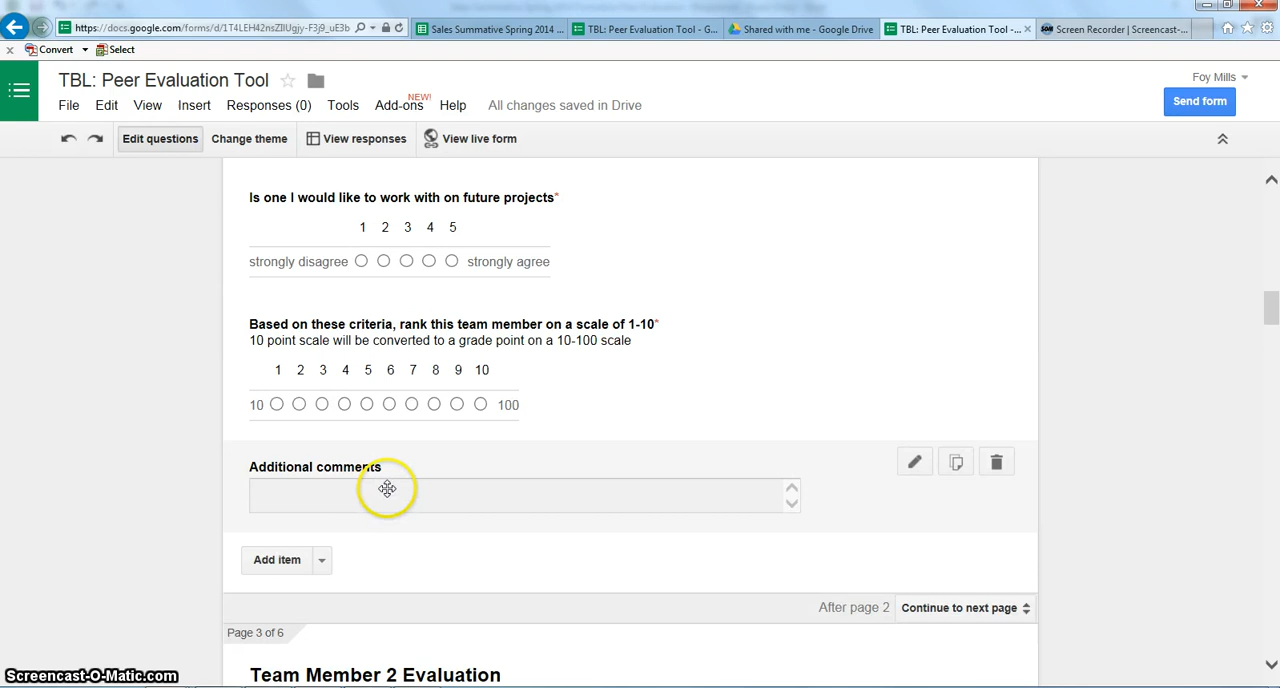 https://docs.google.com/forms/d/1T4LEH42nsZlIUgjy-F3j9_uE3b
Sales Summative Spring 2014 ...
TBL: Peer Evaluation Tool - G...
Shared with me - Google Drive
TBL: Peer Evaluation Tool -...
Screen Recorder | Screencast-...
Convert
Select
TBL: Peer Evaluation Tool
Foy Mills
File Edit View Insert Responses (0) Tools Add-ons NEW! Help All changes saved in Drive
Send form
Edit questions Change theme View responses View live form
Is one I would like to work with on future projects*
1 2 3 4 5
strongly disagree strongly agree
Based on these criteria, rank this team member on a scale of 1-10*
10 point scale will be converted to a grade point on a 10-100 scale
1 2 3 4 5 6 7 8 9 10
10 100
Additional comments
Add item
After page 2 Continue to next page
Page 3 of 6
Team Member 2 Evaluation
Screencast-O-Matic.com